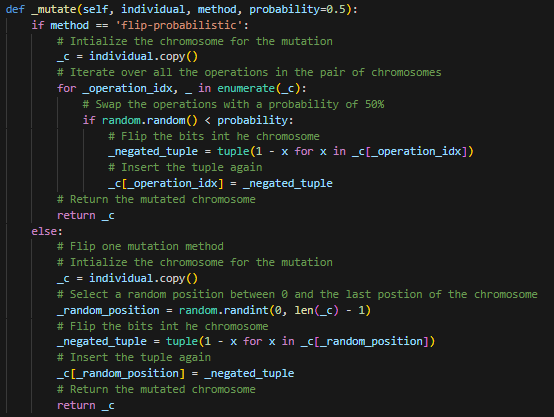 def _mutate(self, individual, method, probability=0.5):
    if method == 'flip-probabilistic':
        # Intialize the chromosome for the mutation
        _c = individual.copy()
        # Iterate over all the operations in the pair of chromosomes
        for _operation_idx, _ in enumerate(_c):
            # Swap the operations with a probability of 50%
            if random.random() < probability:
                # Flip the bits int he chromosome
                _negated_tuple = tuple(1 - x for x in _c[_operation_idx])
                # Insert the tuple again
                _c[_operation_idx] = _negated_tuple
        # Return the mutated chromosome
        return _c
    else:
        # Flip one mutation method
        # Intialize the chromosome for the mutation
        _c = individual.copy()
        # Select a random position between 0 and the last postion of the chromosome
        _random_position = random.randint(0, len(_c) - 1)
        # Flip the bits int he chromosome
        _negated_tuple = tuple(1 - x for x in _c[_random_position])
        # Insert the tuple again
        _c[_random_position] = _negated_tuple
        # Return the mutated chromosome
        return _c